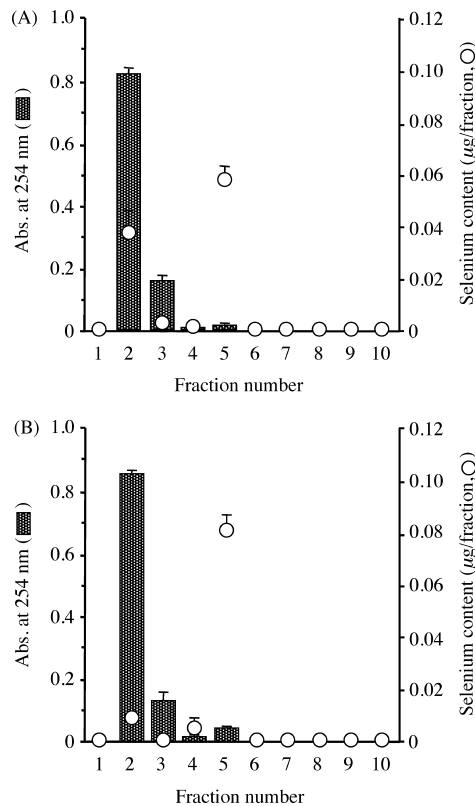 (A)
1.0
0.8
0.6
0.4
0.2
0
Abs. at 254 nm ( )
0.12
0.10
0.08
0.06
0.04
0.02
0
Selenium content (μg/fraction,○)
1 2 3 4 5 6 7 8 9 10
Fraction number
(B)
1.0
0.8
0.6
0.4
0.2
0
Abs. at 254 nm ( )
0.12
0.10
0.08
0.06
0.04
0.02
0
Selenium content (μg/fraction,○)
1 2 3 4 5 6 7 8 9 10
Fraction number